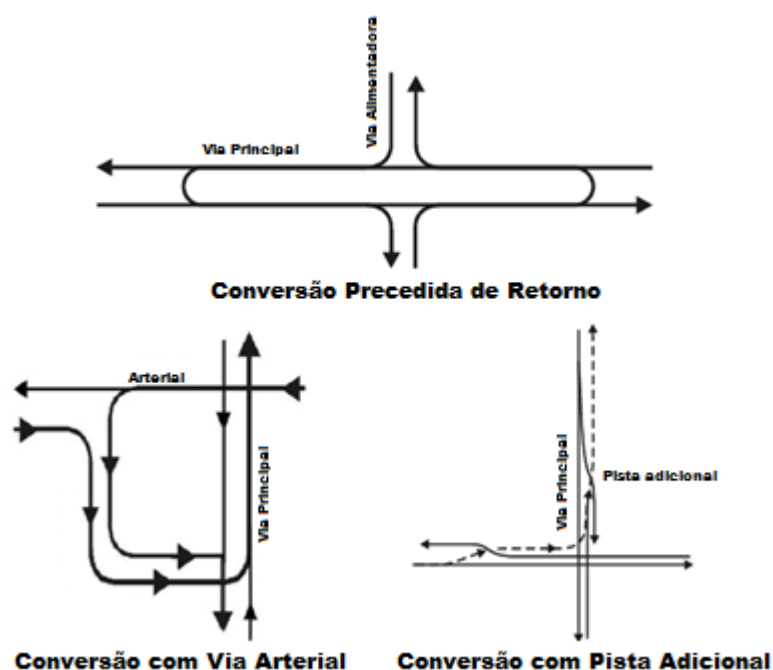 Via Alimentadora
Via Principal
Conversão Precedida de Retorno
Arterial
Via Principal
Conversão com Via Arterial
Via Principal
Pista adicional
Conversão com Pista Adicional